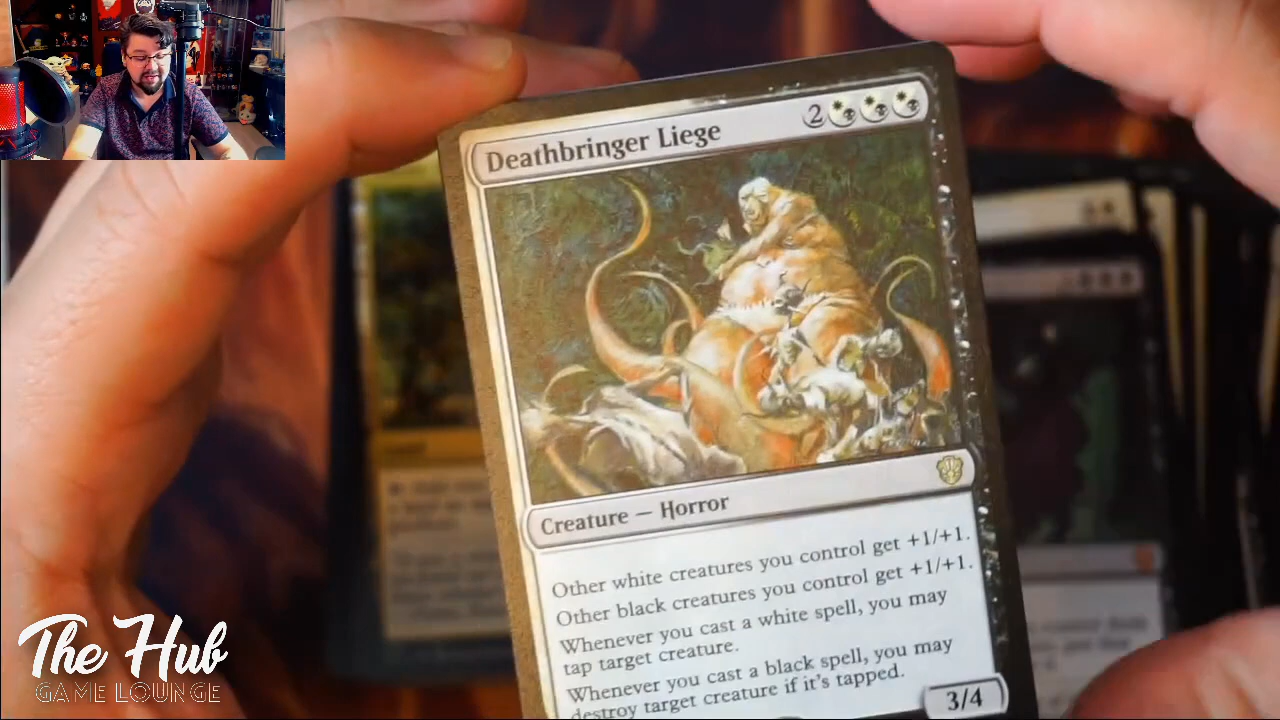 Deathbringer Liege
2
Creature — Horror
Other white creatures you control get +1/+1.
Other black creatures you control get +1/+1.
Whenever you cast a white spell, you may
tap target creature.
Whenever you cast a black spell, you may
destroy target creature if it's tapped.
3/4
The Hub
GAME LOUNGE